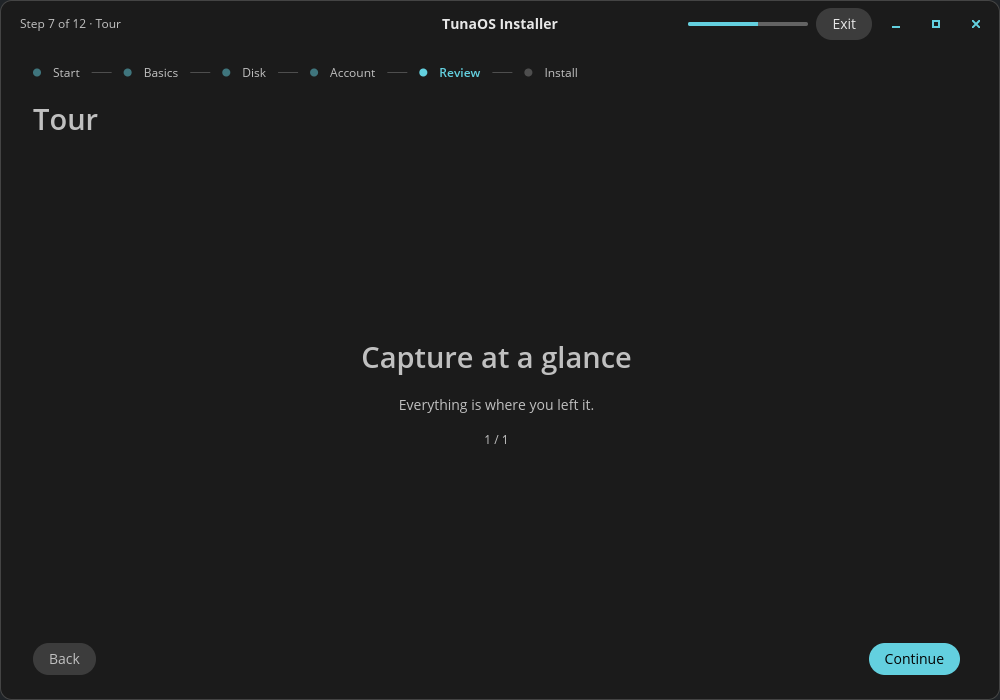 Step 7 of 12 · Tour
TunaOS Installer
Exit
Start
Basics
Disk
Account
Review
Install
Tour
Capture at a glance
Everything is where you left it.
1 / 1
Back
Continue